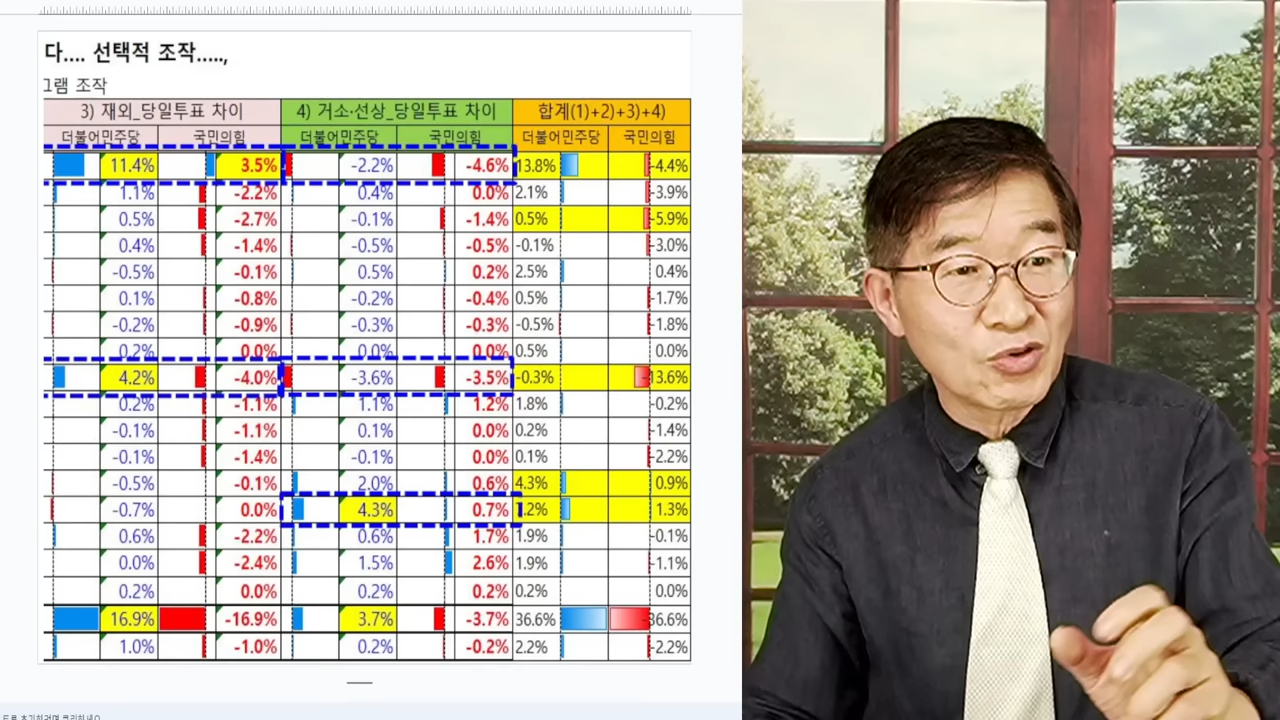 다.... 선택적 조작.....,
그램 조작
3) 재외_당일투표 차이 4) 거소·선상_당일투표 차이 합계(1)+2)+3)+4)
더불어민주당 국민의힘 더불어민주당 국민의힘 더불어민주당 국민의힘
11.4% 3.5% -2.2% -4.6% 13.8% -4.4%
1.1% -2.2% 0.4% 0.0% 2.1% -3.9%
0.5% -2.7% -0.1% -1.4% 0.5% -5.9%
0.4% -1.4% -0.5% -0.5% -0.1% -3.0%
-0.5% -0.1% 0.5% 0.2% 2.5% 0.4%
0.1% -0.8% -0.2% -0.4% 0.5% -1.7%
-0.2% -0.9% -0.3% -0.3% -0.5% -1.8%
0.2% 0.0% 0.0% 0.0% 0.5% 0.0%
4.2% -4.0% -3.6% -3.5% -0.3% 13.6%
0.2% -1.1% 1.1% 1.2% 1.8% -0.2%
-0.1% -1.1% 0.1% 0.0% 0.2% -1.4%
-0.1% -1.4% -0.1% 0.0% 0.1% -2.2%
-0.5% -0.1% 2.0% 0.6% 4.3% 0.9%
-0.7% 0.0% 4.3% 0.7% .2% 1.3%
0.6% -2.2% 0.6% 1.7% 1.9% -0.1%
0.0% -2.4% 1.5% 2.6% 1.9% -1.1%
0.2% 0.0% 0.2% 0.2% 0.2% 0.0%
16.9% -16.9% 3.7% -3.7% 36.6% 36.6%
1.0% -1.0% 0.2% -0.2% 2.2% -2.2%